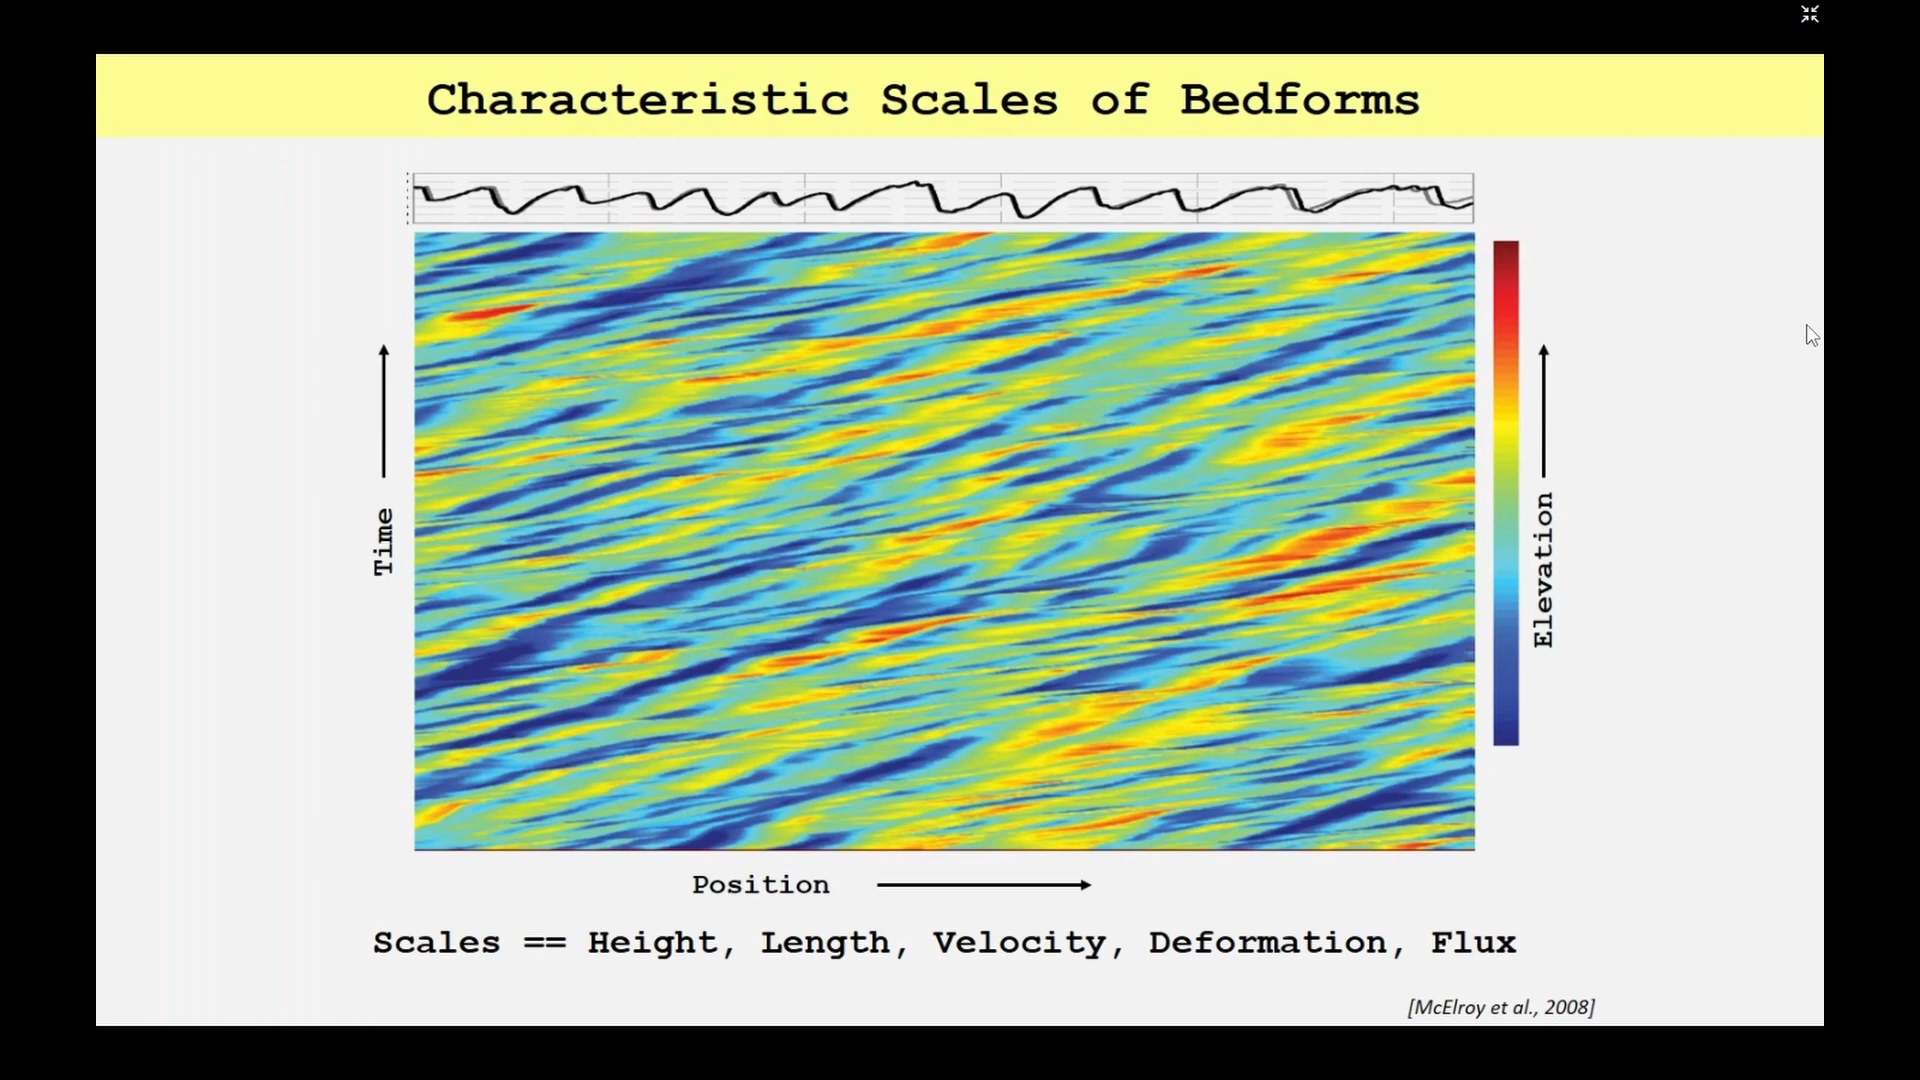 Characteristic Scales of Bedforms
Time
Elevation
Position
Scales == Height, Length, Velocity, Deformation, Flux
[McElroy et al., 2008]